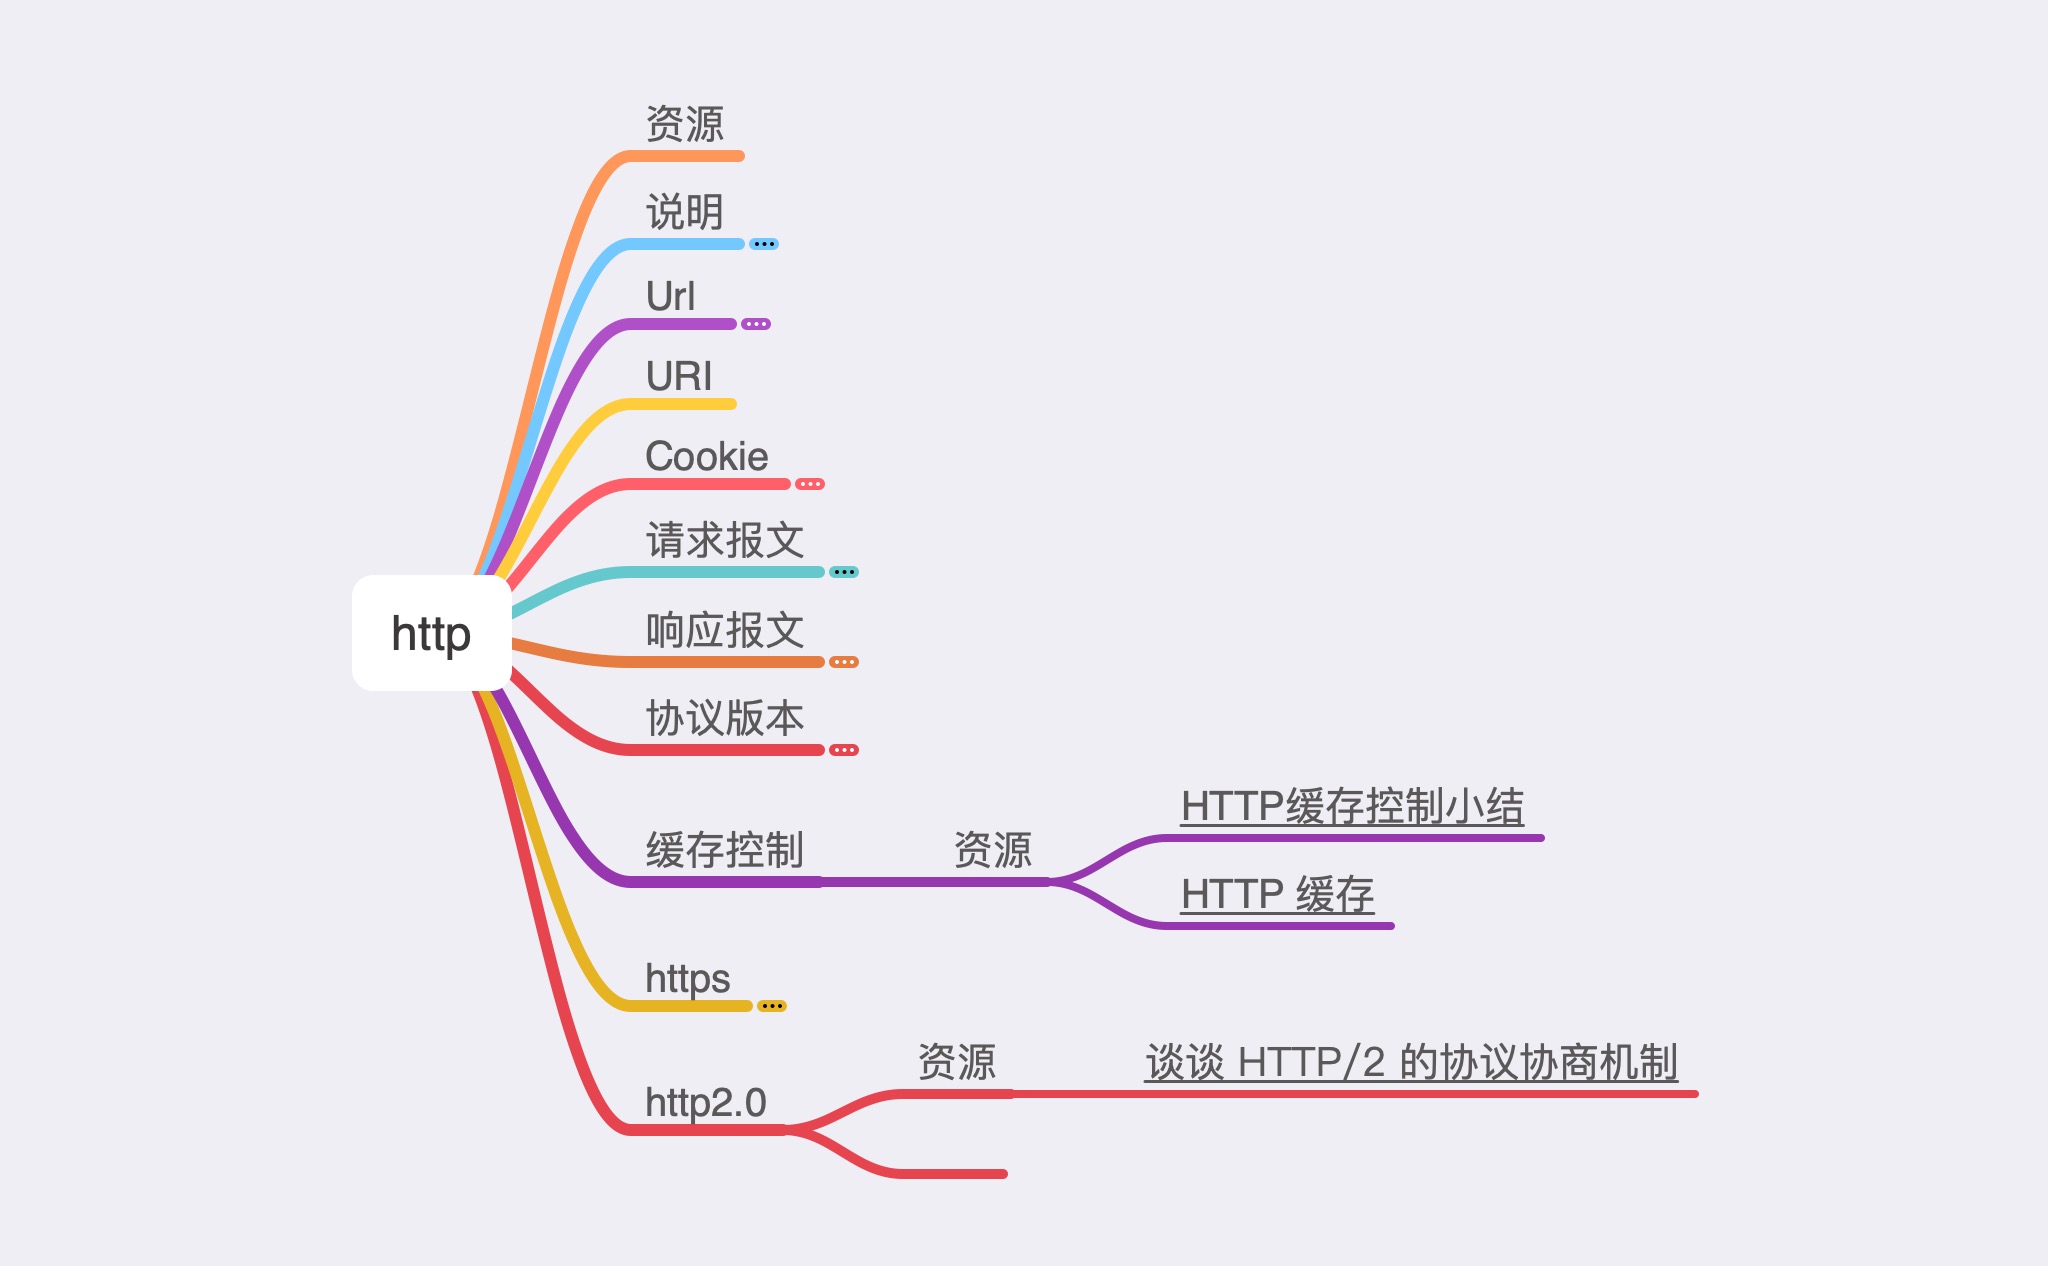 资源
说明
Url
URI
Cookie
请求报文
http
响应报文
协议版本
HTTP缓存控制小结
缓存控制
资源
HTTP 缓存
https
资源
谈谈 HTTP/2 的协议协商机制
http2.0